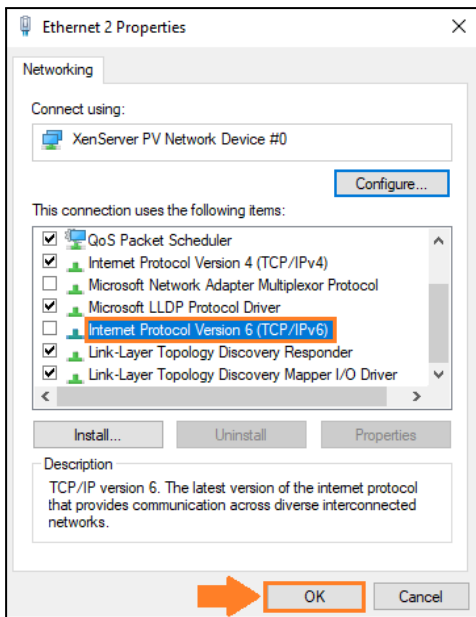 Ethernet 2 Properties
Networking
Connect using:
XenServer PV Network Device #0
Configure...
This connection uses the following items:
QoS Packet Scheduler
Internet Protocol Version 4 (TCP/IPv4)
Microsoft Network Adapter Multiplexor Protocol
Microsoft LLDP Protocol Driver
Internet Protocol Version 6 (TCP/IPv6)
Link-Layer Topology Discovery Responder
Link-Layer Topology Discovery Mapper I/O Driver
Install...
Uninstall
Properties
Description
TCP/IP version 6. The latest version of the internet protocol
that provides communication across diverse interconnected
networks.
OK
Cancel